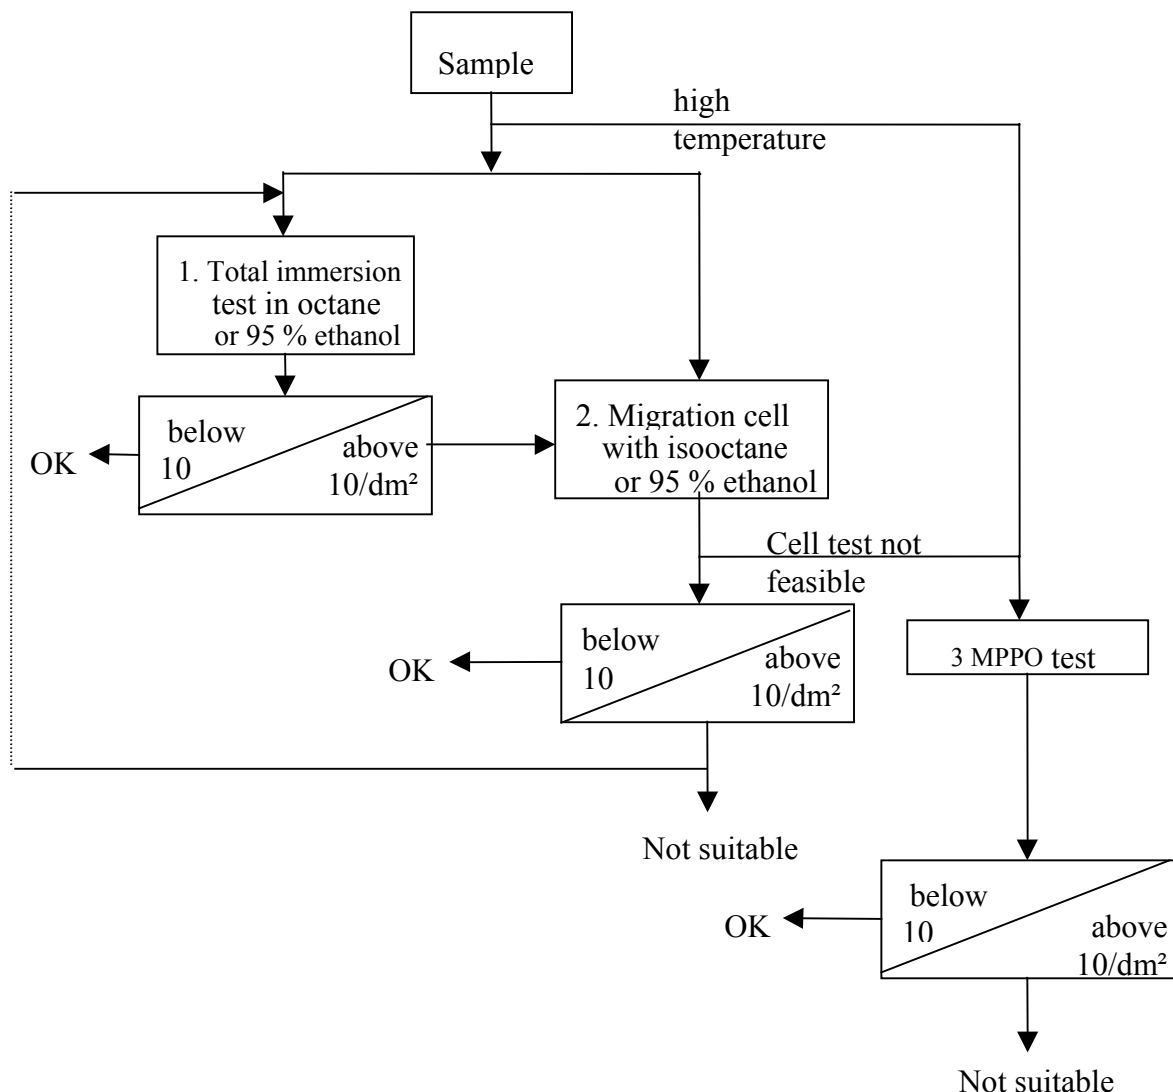 Sample
high
temperature
1. Total immersion
test in octane
or 95 % ethanol
below
10
above
10/dm²
OK
2. Migration cell
with isooctane
or 95 % ethanol
Cell test not
feasible
below
10
above
10/dm²
OK
Not suitable
3 MPPO test
below
10
above
10/dm²
OK
Not suitable